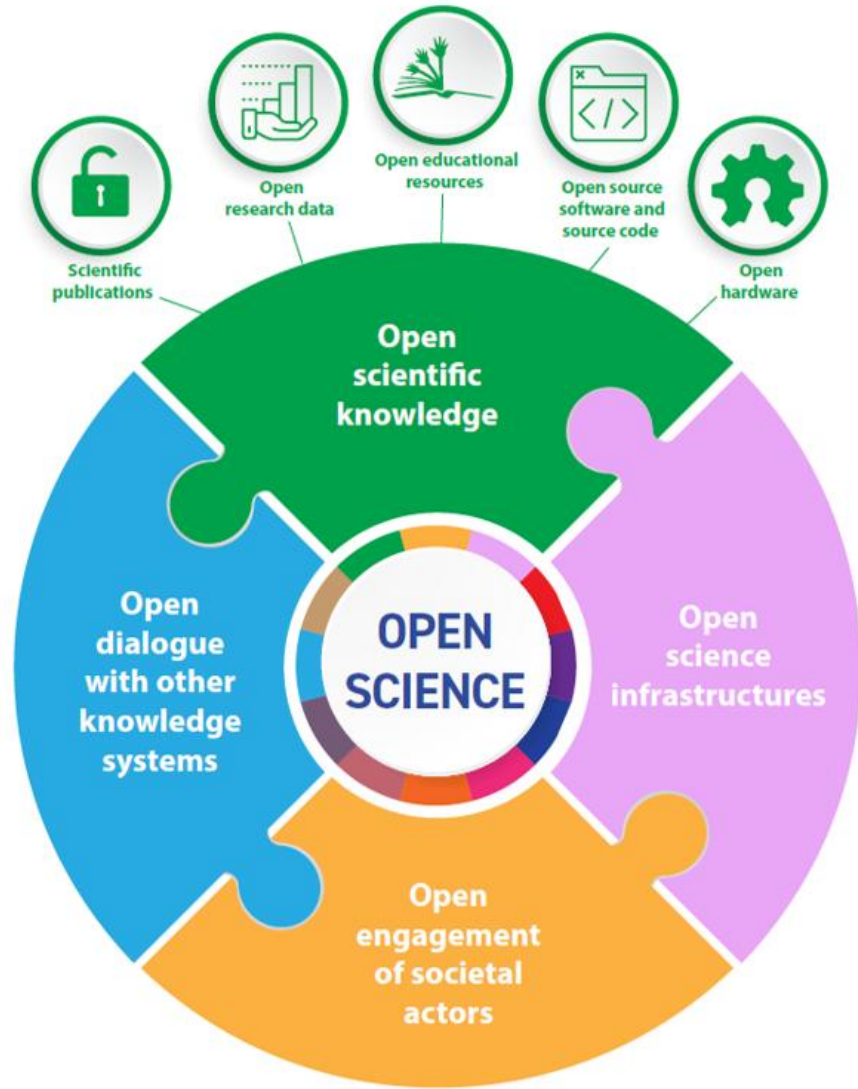 Scientific
publications
Open
research data
Open educational
resources
Open source
software and
source code
Open
hardware
Open
scientific
knowledge
Open
dialogue
with other
knowledge
systems
OPEN
SCIENCE
Open
science
infrastructures
Open
engagement
of societal
actors